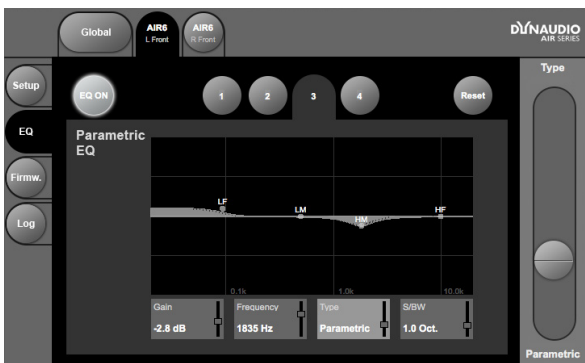 Global
AIR6
L Front
AIR6
R Front
DYNAUDIO
AIR SERIES
Type
Setup
EQ ON
1
2
3
4
Reset
EQ
Parametric
EQ
Firmw.
Log
LF
LM
HM
HF
0.1k
1.0k
10.0k
Gain
-2.8 dB
Frequency
1835 Hz
Type
Parametric
S/BW
1.0 Oct.
Parametric